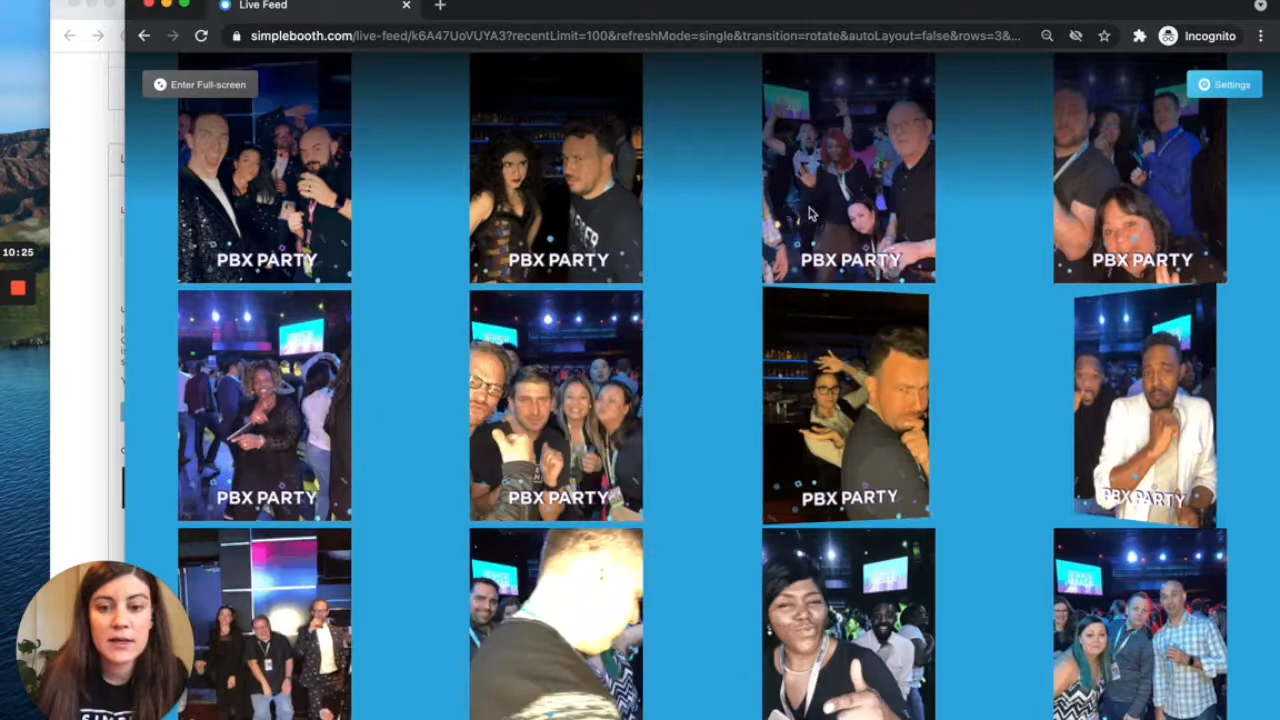 Live Feed
simplebooth.com/live-feed/k6A47UoVUYA3?recentLimit=100&refreshMode=single&transition=rotate&autoLayout=false&rows=3&...
Incognito
Enter Full-screen
Settings
PBX PARTY
PBX PARTY
PBX PARTY
PBX PARTY
10:25
PBX PARTY
PBX PARTY
PBX PARTY
PBX PARTY